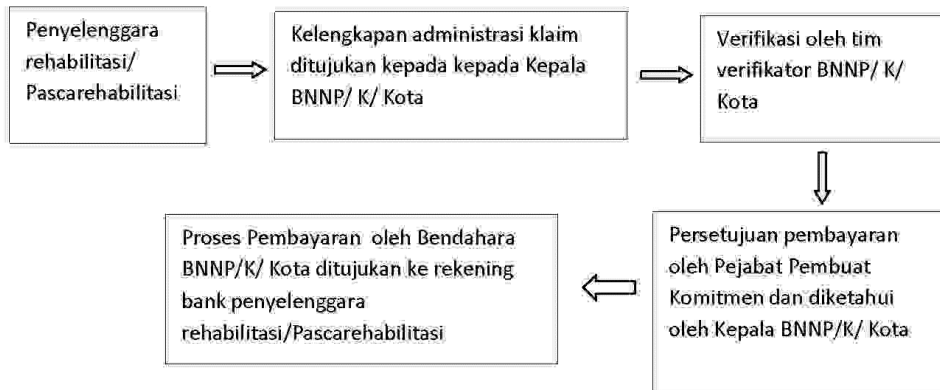 Penyelenggara
rehabilitasi/
Pascarehabilitasi
Kelengkapan administrasi klaim
ditujukan kepada kepada Kepala
BNNP/ K/ Kota
Verifikasi oleh tim
verifikator BNNP/ K/
Kota
Persetujuan pembayaran
oleh Pejabat Pembuat
Komitmen dan diketahui
oleh Kepala BNNP/K/ Kota
Proses Pembayaran oleh Bendahara
BNNP/K/ Kota ditujukan ke rekening
bank penyelenggara
rehabilitasi/Pascarehabilitasi